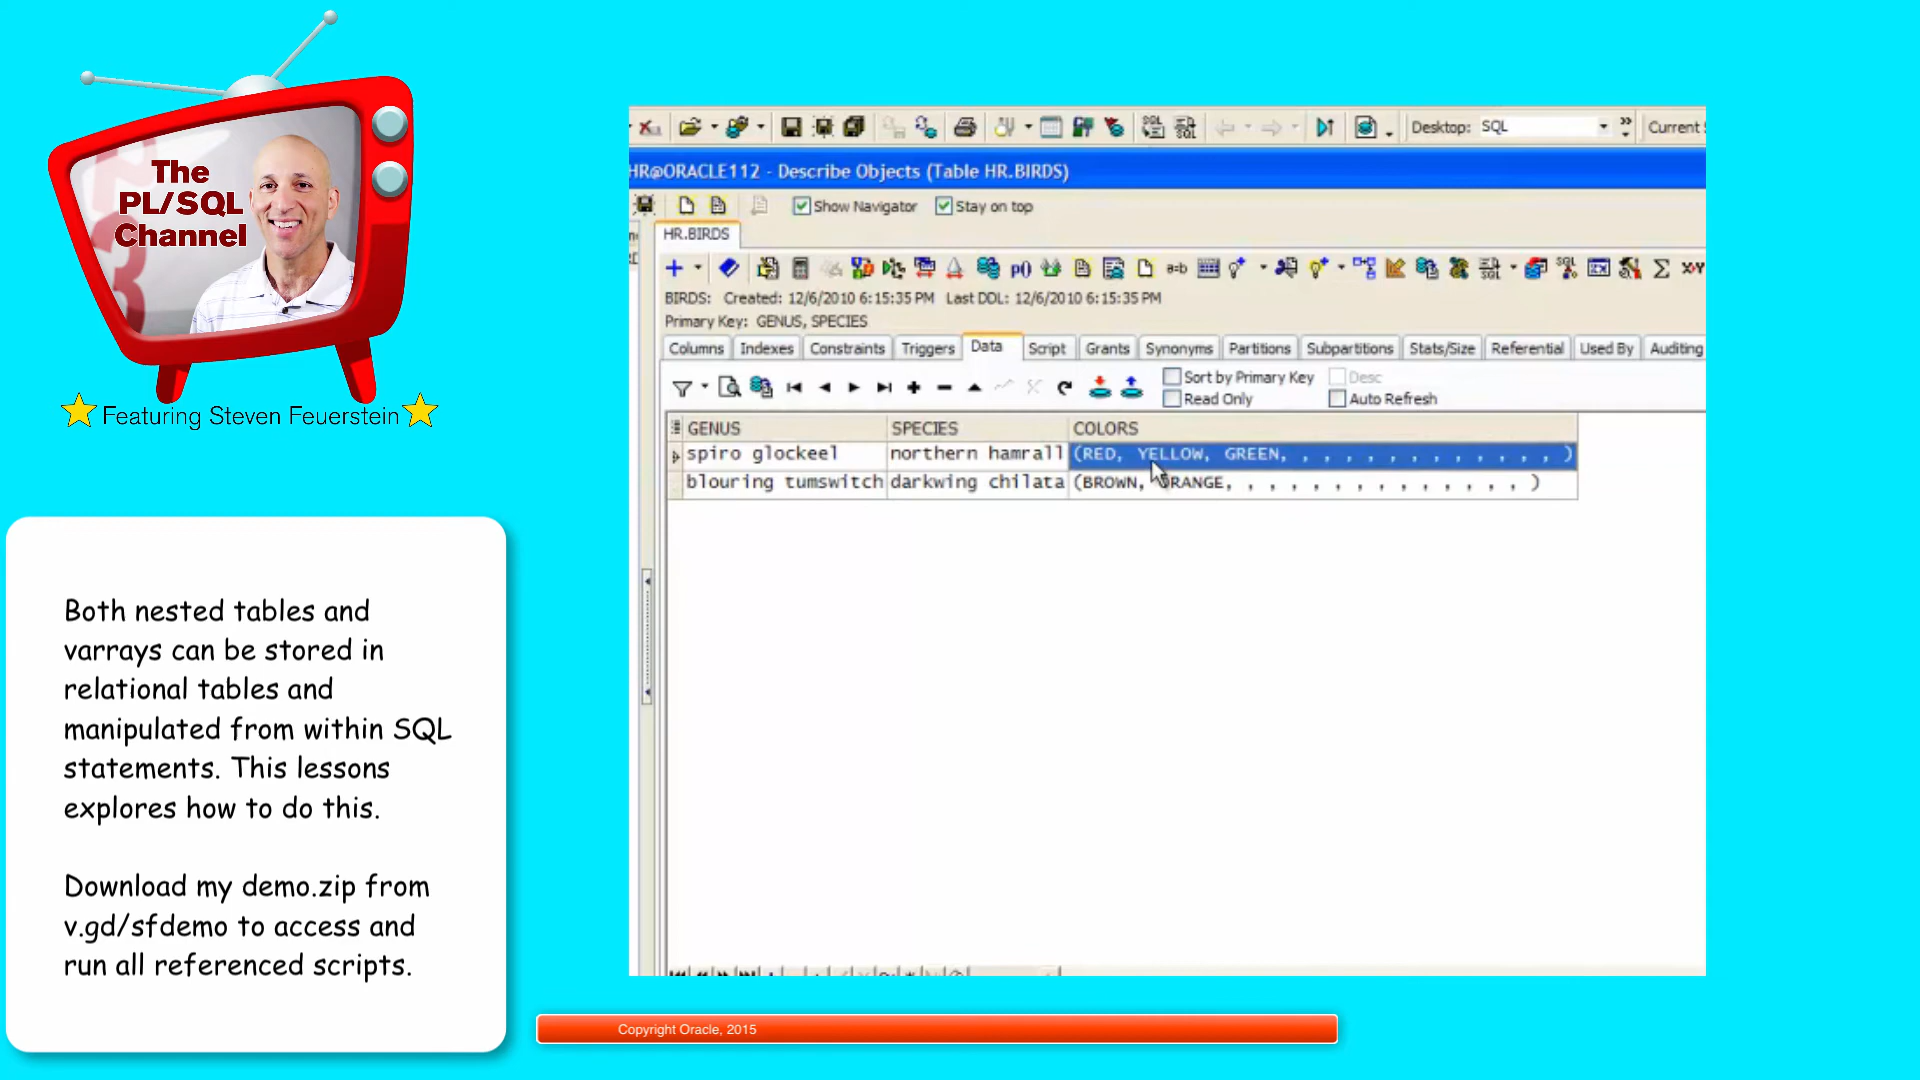 The
PL/SQL
Channel
Featuring Steven Feuerstein
Both nested tables and
varrays can be stored in
relational tables and
manipulated from within SQL
statements. This lessons
explores how to do this.
Download my demo.zip from
v.gd/sfdemo to access and
run all referenced scripts.
Desktop: SQL Current
HR@ORACLE112 - Describe Objects (Table HR.BIRDS)
Show Navigator Stay on top
HR.BIRDS
BIRDS: Created: 12/6/2010 6:15:35 PM Last DDL: 12/6/2010 6:15:35 PM
Primary Key: GENUS, SPECIES
Columns Indexes Constraints Triggers Data Script Grants Synonyms Partitions Subpartitions Stats/Size Referential Used By Auditing
Sort by Primary Key Desc
Read Only Auto Refresh
GENUS SPECIES COLORS
spiro glockeel northern hamrall (RED, YELLOW, GREEN, , , , , , , , , , , , )
blouring tumswitch darkwing chilata (BROWN, ORANGE, , , , , , , , , , , , , , )
Copyright Oracle, 2015